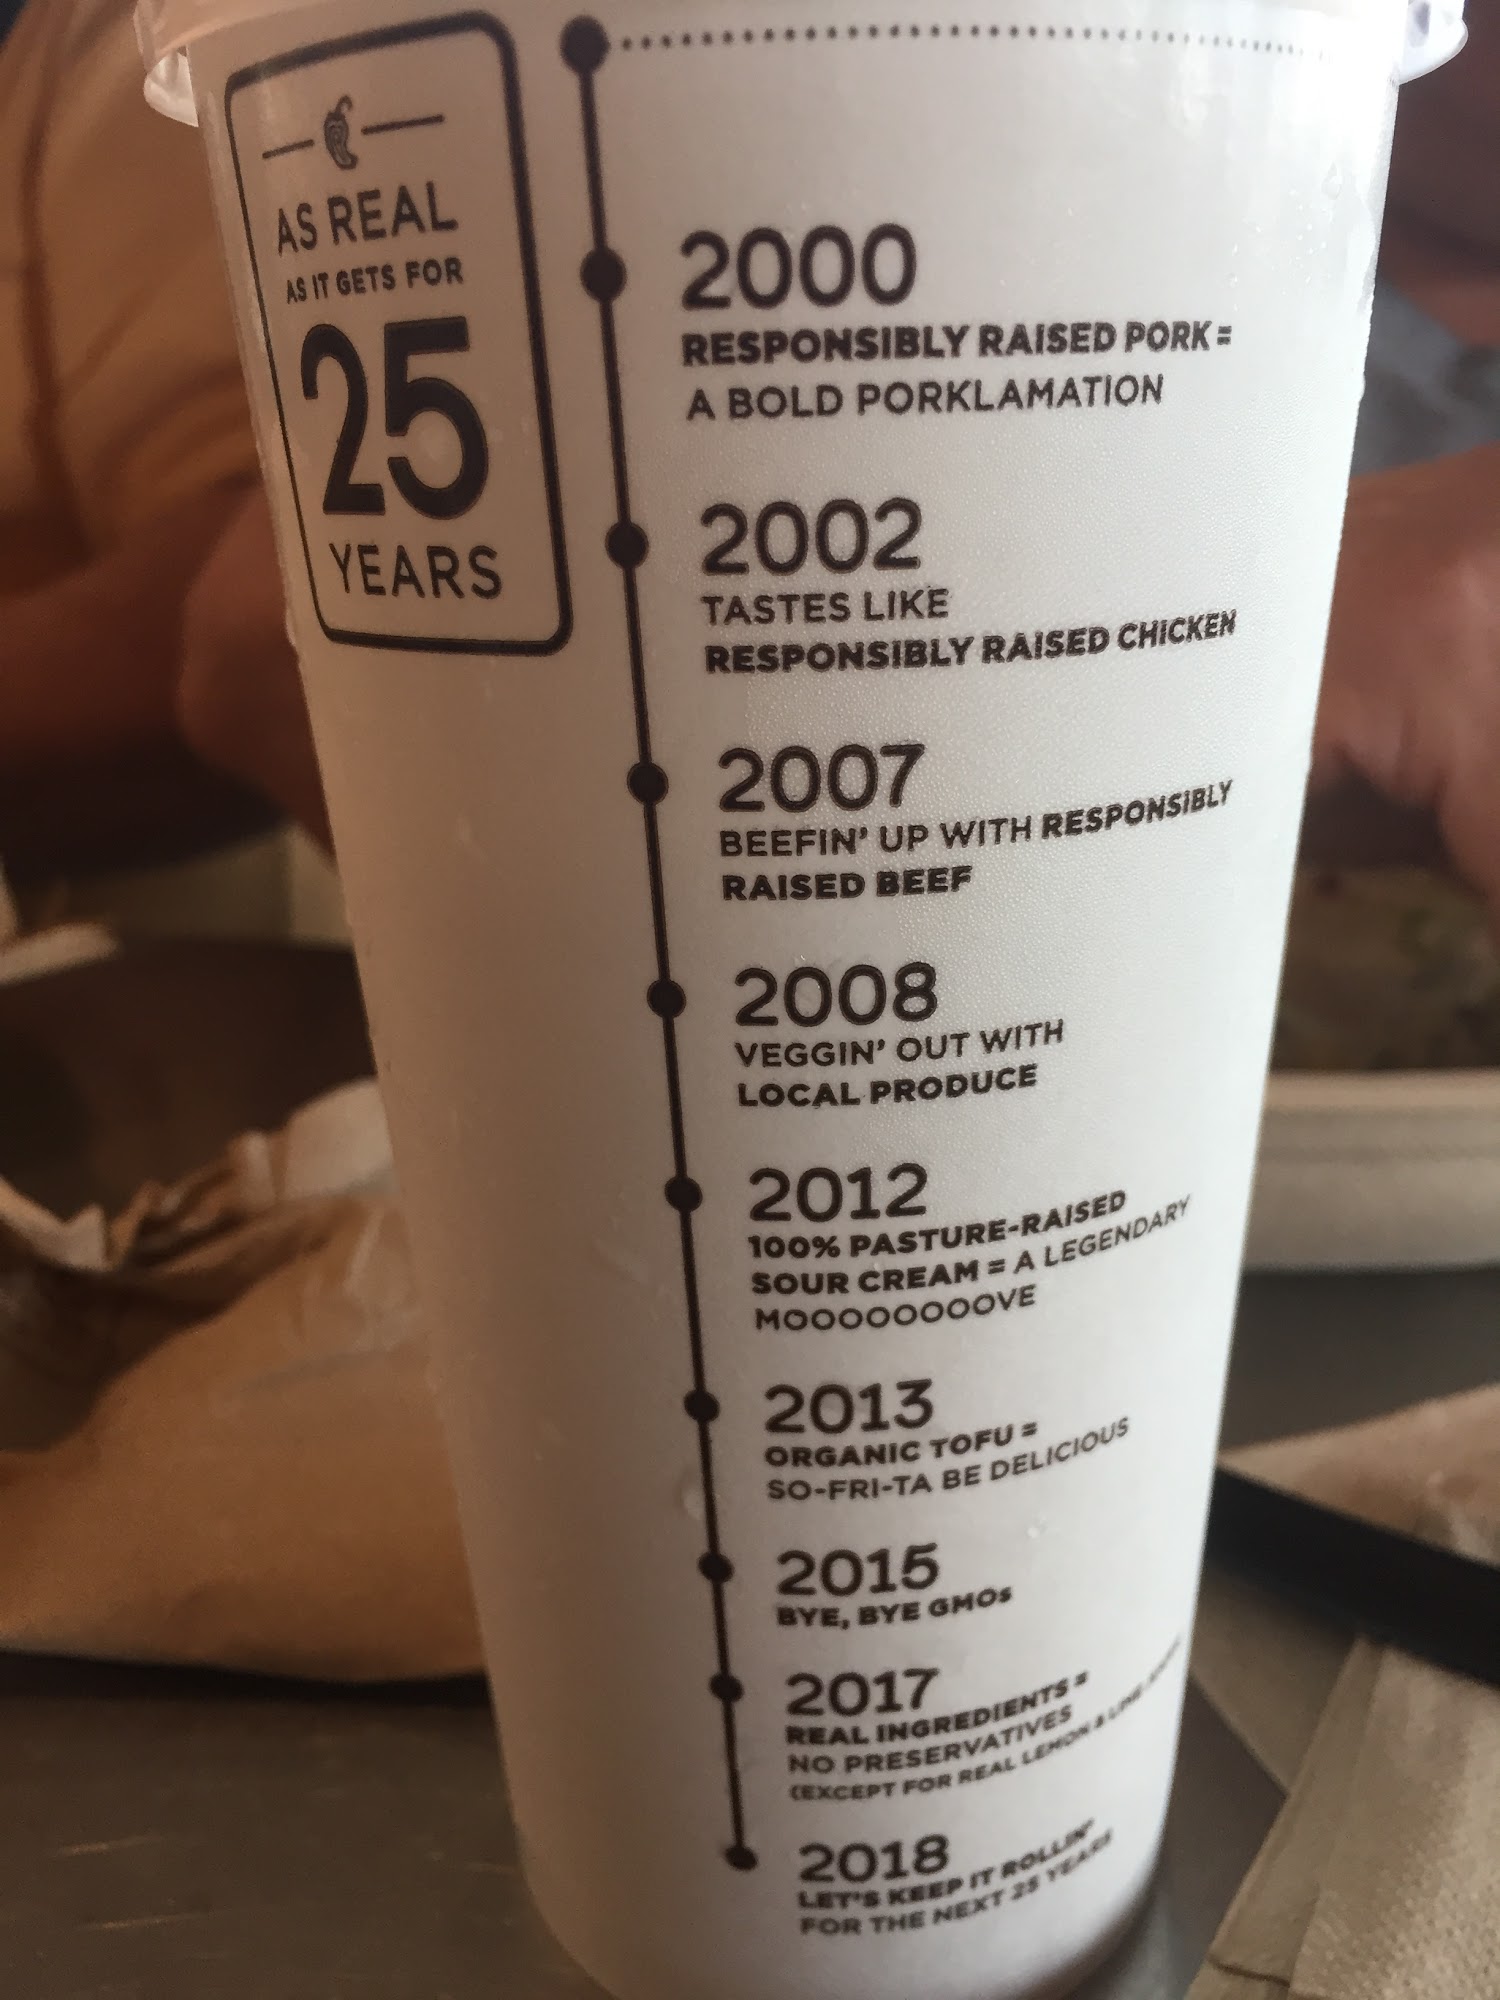 AS REAL
AS IT GETS FOR
25
YEARS
2000
RESPONSIBLY RAISED PORK =
A BOLD PORKLAMATION
2002
TASTES LIKE
RESPONSIBLY RAISED CHICKEN
2007
BEEFIN' UP WITH RESPONSIBLY
RAISED BEEF
2008
VEGGIN' OUT WITH
LOCAL PRODUCE
2012
100% PASTURE-RAISED
SOUR CREAM = A LEGENDARY
MOOOOOOOOVE
2013
ORGANIC TOFU =
SO-FRI-TA BE DELICIOUS
2015
BYE, BYE GMOs
2017
REAL INGREDIENTS =
NO PRESERVATIVES
(EXCEPT FOR REAL LEMON & LIME
2018
LET'S KEEP IT ROLLIN'
FOR THE NEXT 25 YEARS